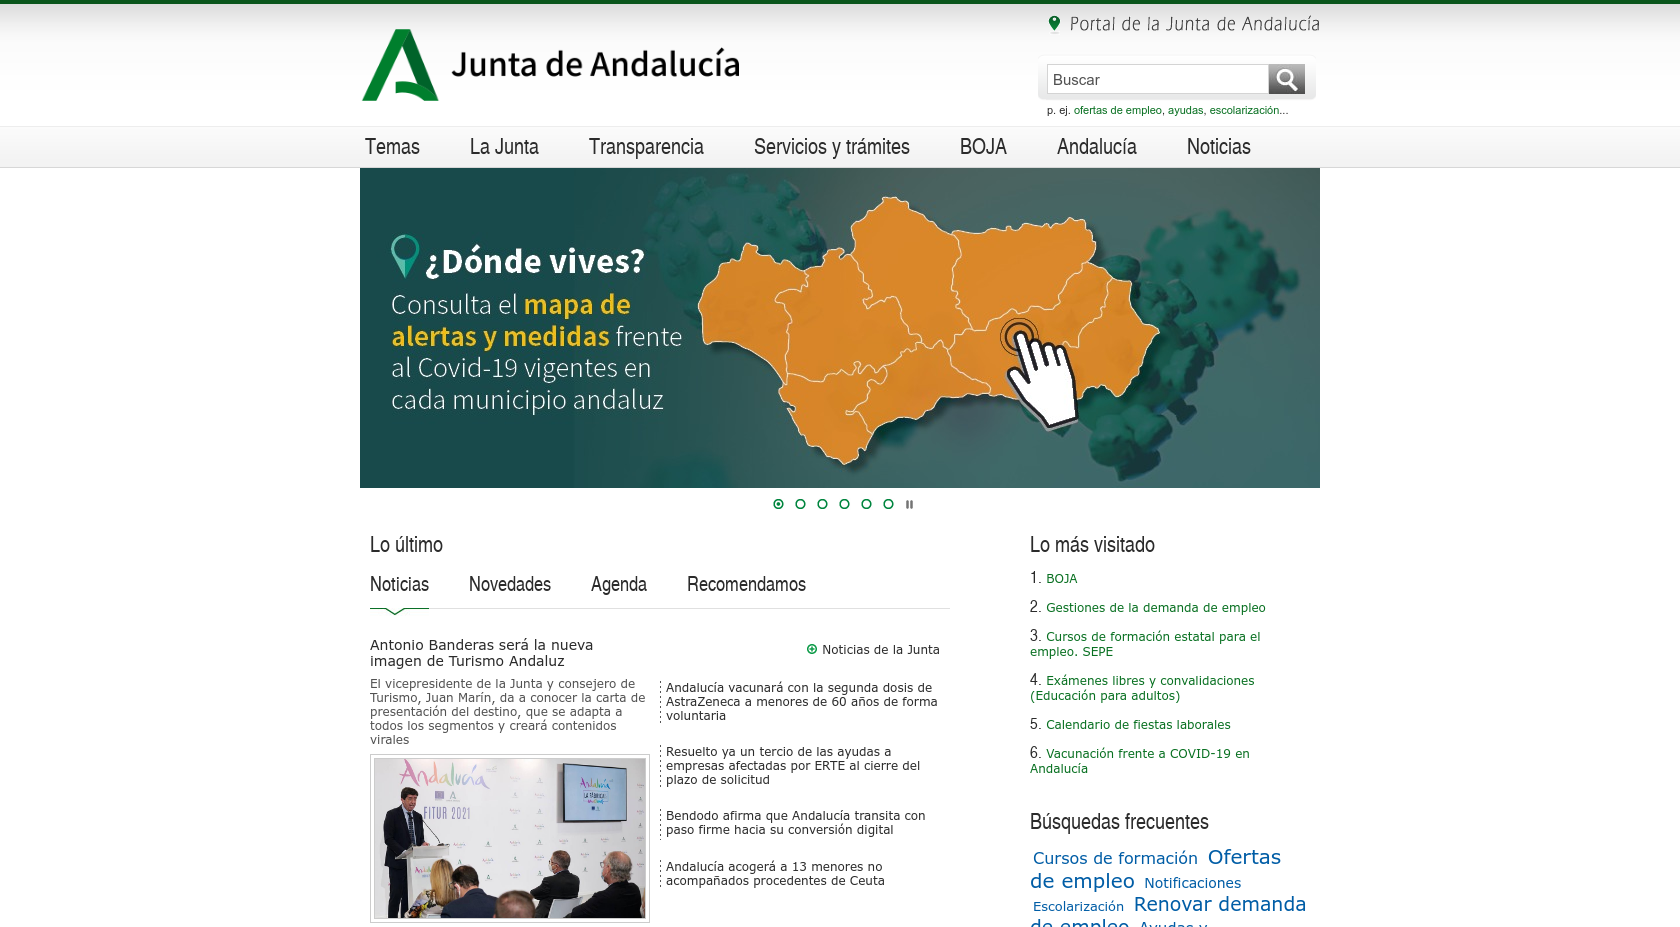 Portal de la Junta de Andalucía
Junta de Andalucía
Buscar
p. ej. ofertas de empleo, ayudas, escolarización...
Temas
La Junta
Transparencia
Servicios y trámites
BOJA
Andalucía
Noticias
¿Dónde vives?
Consulta el mapa de
alertas y medidas frente
al Covid-19 vigentes en
cada municipio andaluz
Lo último
Noticias
Novedades
Agenda
Recomendamos
Antonio Banderas será la nueva
imagen de Turismo Andaluz
El vicepresidente de la Junta y consejero de
Turismo, Juan Marín, da a conocer la carta de
presentación del destino, que se adapta a
todos los segmentos y creará contenidos
virales
Andalucía
FITUR 2021
Andalucía
Noticias de la Junta
Andalucía vacunará con la segunda dosis de
AstraZeneca a menores de 60 años de forma
voluntaria
Resuelto ya un tercio de las ayudas a
empresas afectadas por ERTE al cierre del
plazo de solicitud
Bendodo afirma que Andalucía transita con
paso firme hacia su conversión digital
Andalucía acogerá a 13 menores no
acompañados procedentes de Ceuta
Lo más visitado
1. BOJA
2. Gestiones de la demanda de empleo
3. Cursos de formación estatal para el
empleo. SEPE
4. Exámenes libres y convalidaciones
(Educación para adultos)
5. Calendario de fiestas laborales
6. Vacunación frente a COVID-19 en
Andalucía
Búsquedas frecuentes
Cursos de formación Ofertas
de empleo Notificaciones
Escolarización Renovar demanda
de empleo Ayudas y